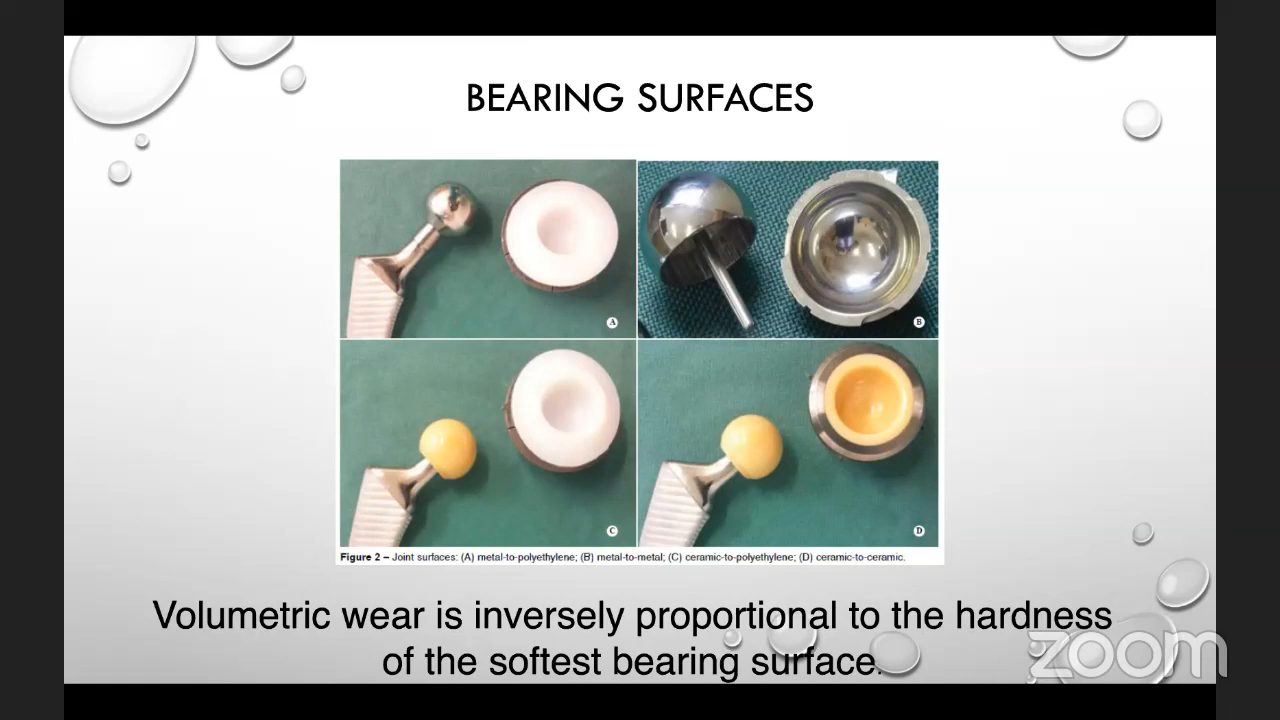 BEARING SURFACES
A
B
C
D
Figure 2 – Joint surfaces: (A) metal-to-polyethylene; (B) metal-to-metal; (C) ceramic-to-polyethylene; (D) ceramic-to-ceramic.
Volumetric wear is inversely proportional to the hardness
of the softest bearing surface.
zoom